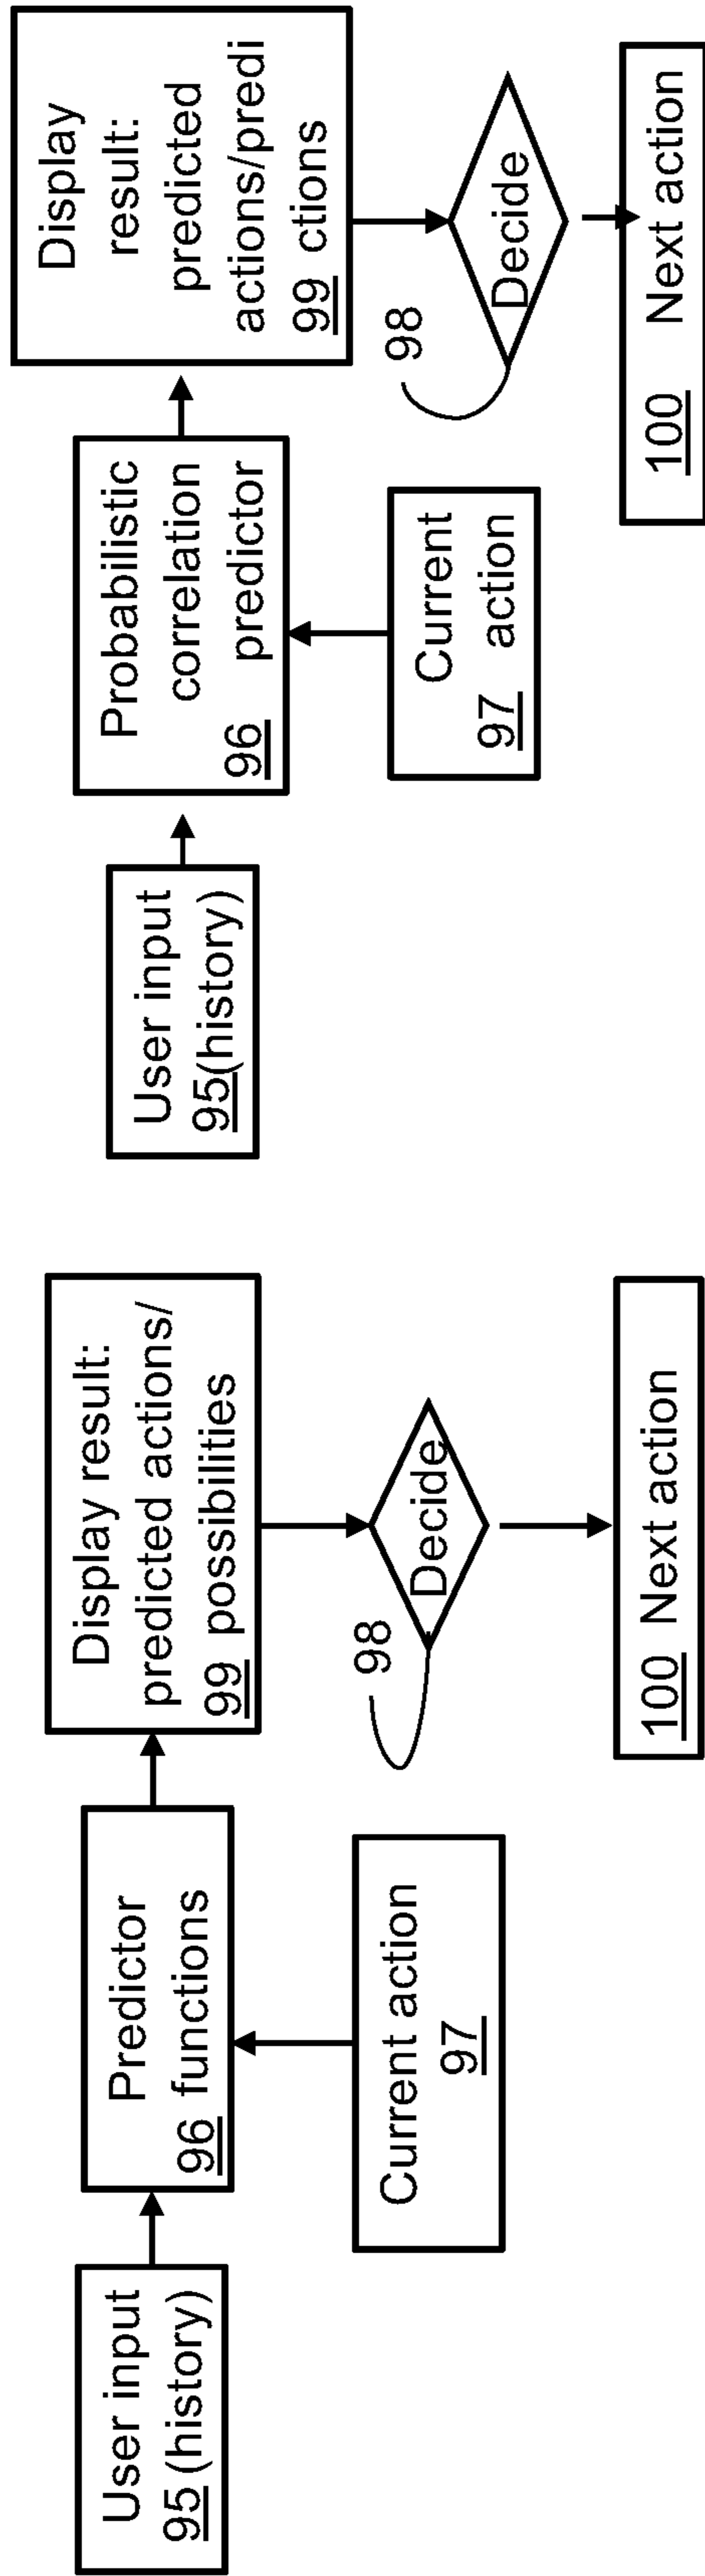 User input
95 (history)
Predictor
96 functions
Current action
97
Display result:
predicted actions/
99 possibilities
98
Decide
100 Next action
User input
95(history)
Probabilistic
correlation
96 predictor
Current
97 action
Display
result:
predicted
actions/predi
99 ctions
98
Decide
100 Next action